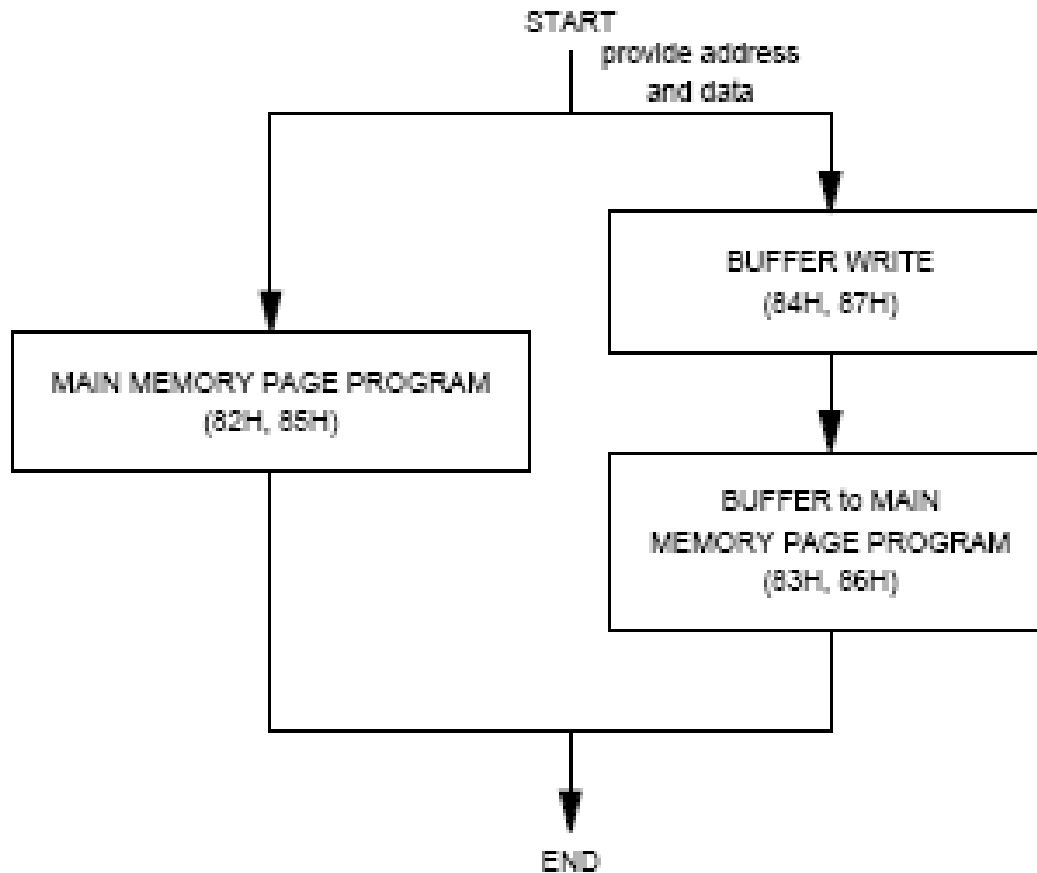 START
provide address
and data
BUFFER WRITE
(84H, 87H)
MAIN MEMORY PAGE PROGRAM
(82H, 85H)
BUFFER to MAIN
MEMORY PAGE PROGRAM
(83H, 86H)
END